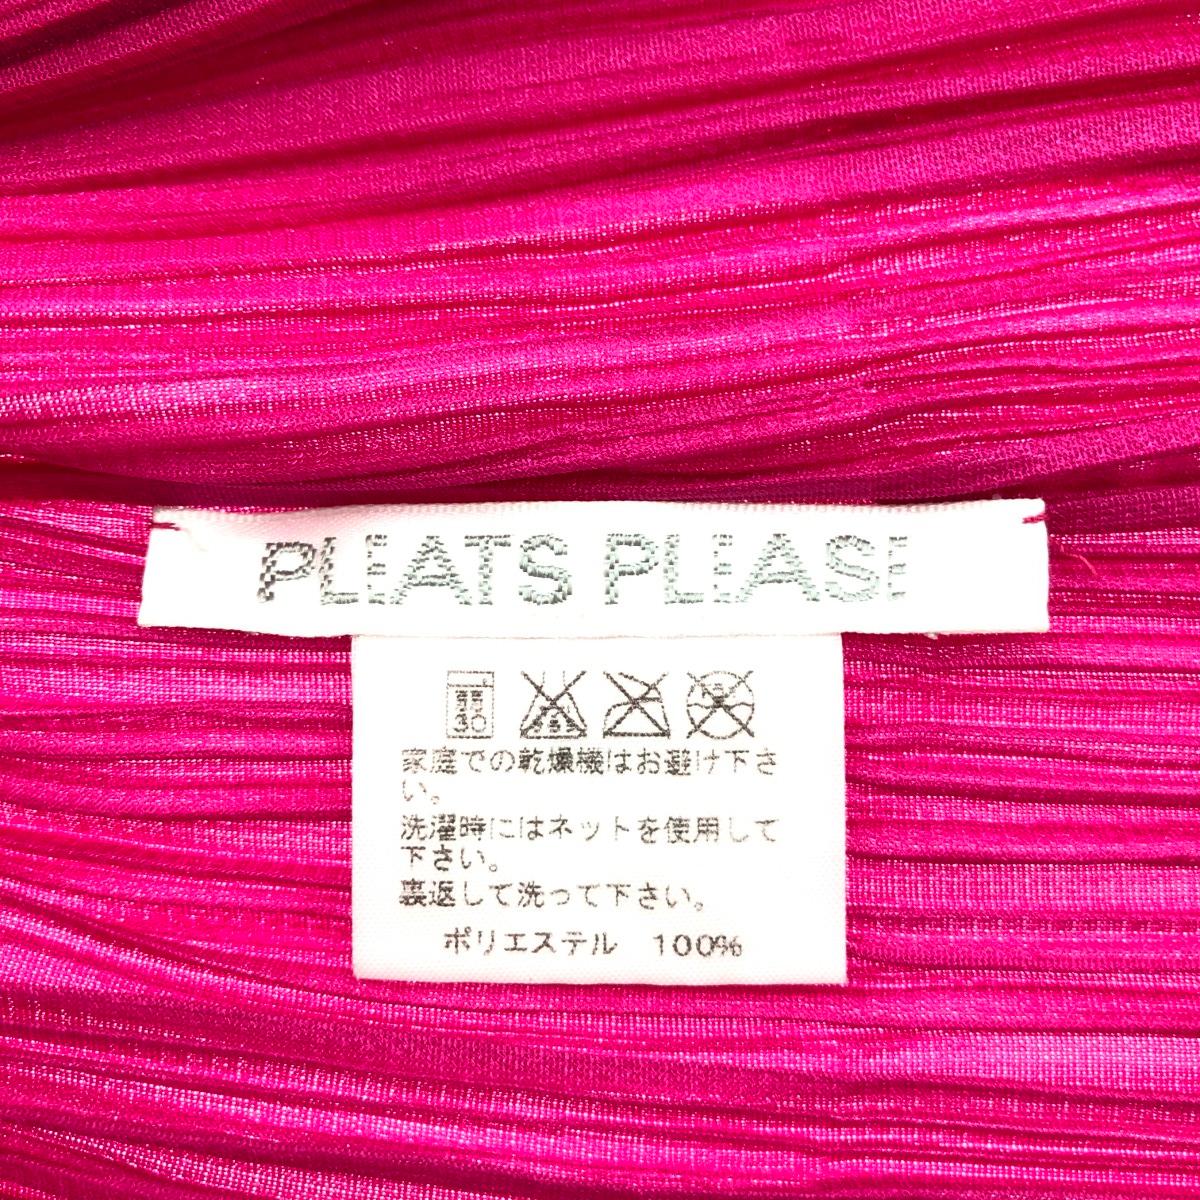 PLEATS PLEASE
弱
30
家庭での乾燥機はお避け下さ
い。
洗濯時にはネットを使用して
下さい。
裏返して洗って下さい。
ポリエステル 100%